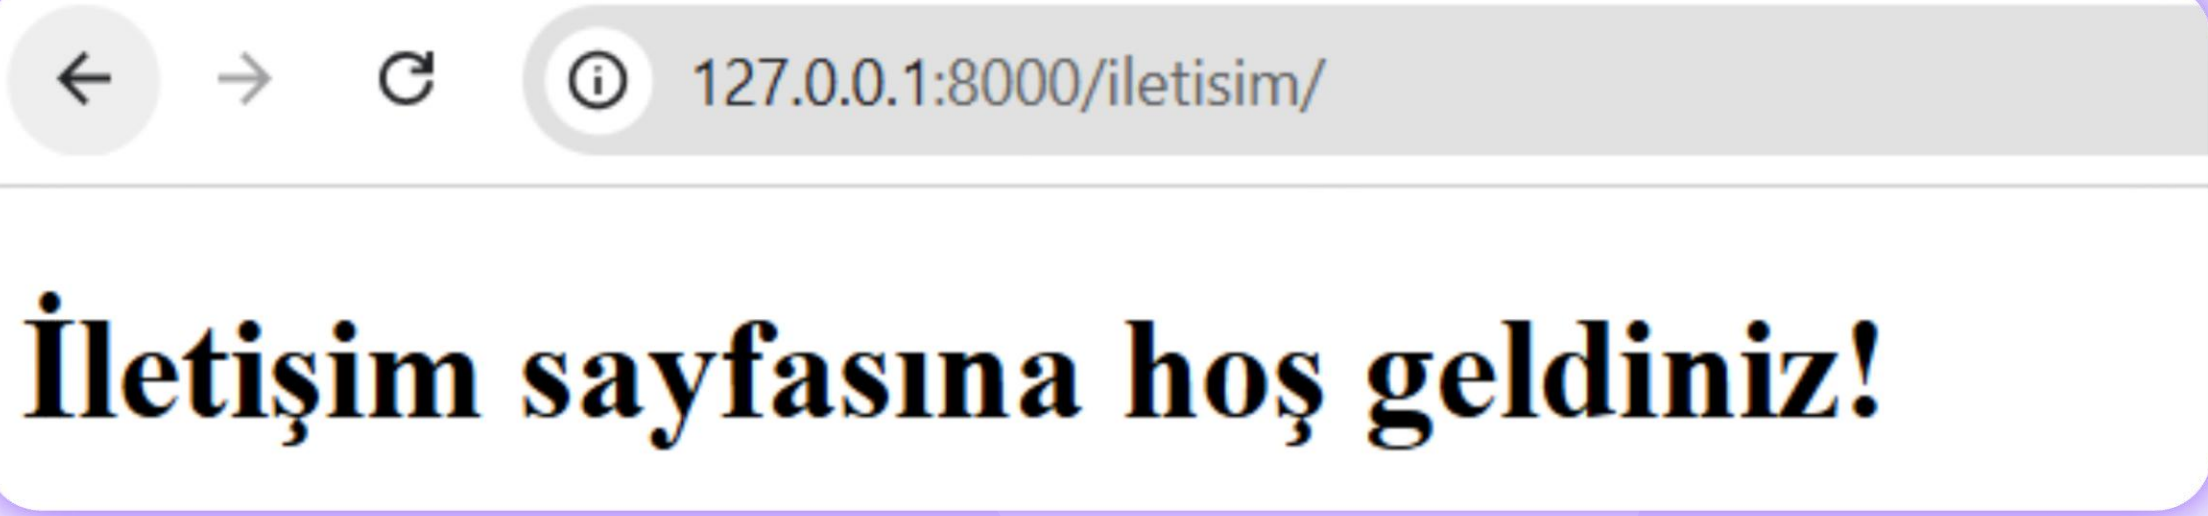 127.0.0.1:8000/iletisim/
İletişim sayfasına hoş geldiniz!